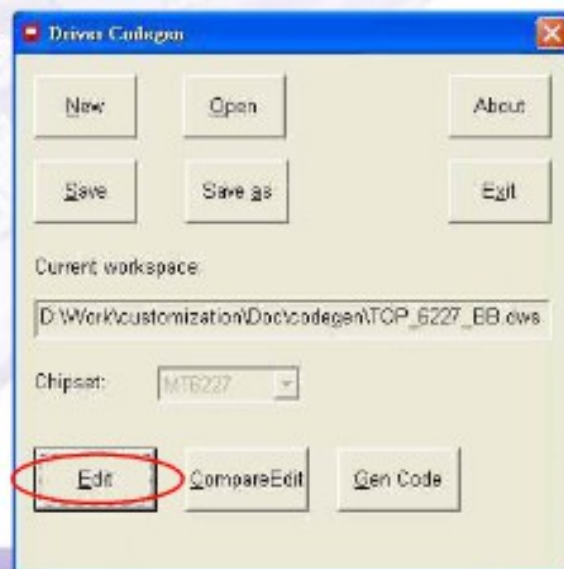 Driver Codegen
New
Open
About
Save
Save as
Exit
Current workspace:
D:\Work\customization\Doc\codegen\TCP_6227_BB.dws
Chipset:
MT6227
Edit
CompareEdit
Gen Code